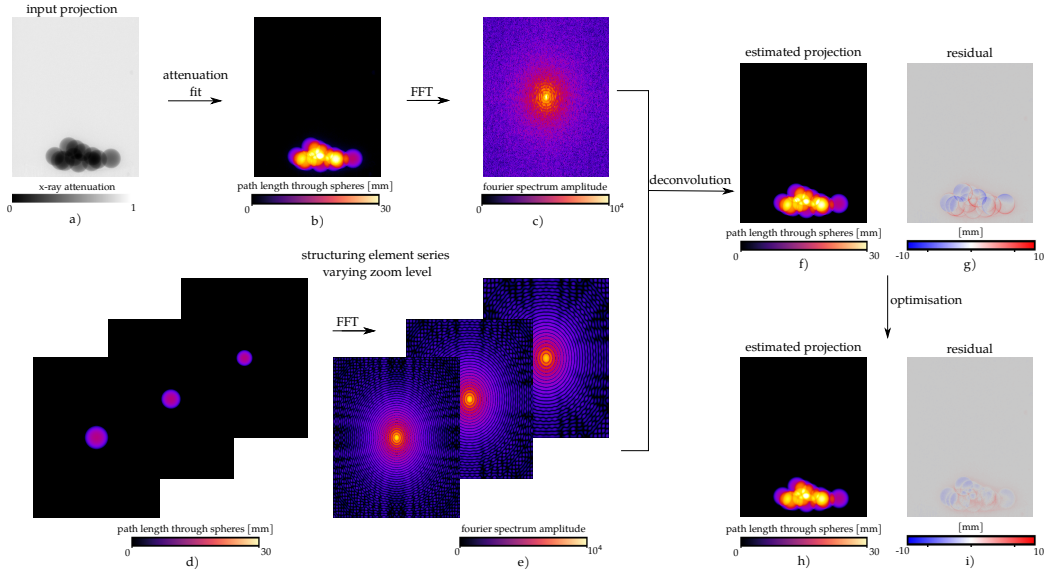 input projection
attenuation
fit
FFT
x-ray attenuation
0 1
a)
path length through spheres [mm]
0 30
b)
fourier spectrum amplitude
0 10⁴
c)
structuring element series
varying zoom level
FFT
path length through spheres [mm]
0 30
d)
fourier spectrum amplitude
0 10⁴
e)
deconvolution
estimated projection
path length through spheres [mm]
0 30
f)
residual
[mm]
-10 10
g)
optimisation
estimated projection
path length through spheres [mm]
0 30
h)
residual
[mm]
-10 10
i)